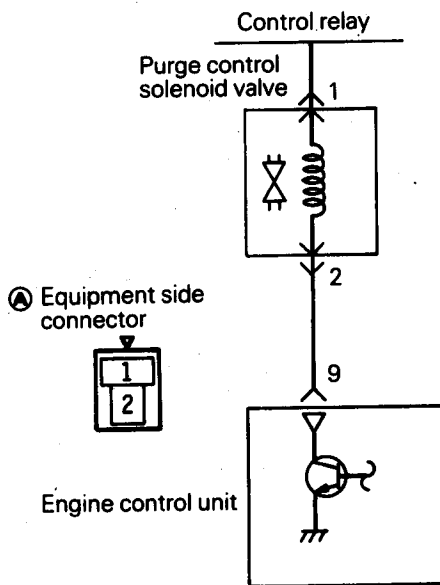 Control relay
Purge control
solenoid valve
1
2
Ⓐ Equipment side
connector
1
2
9
Engine control unit